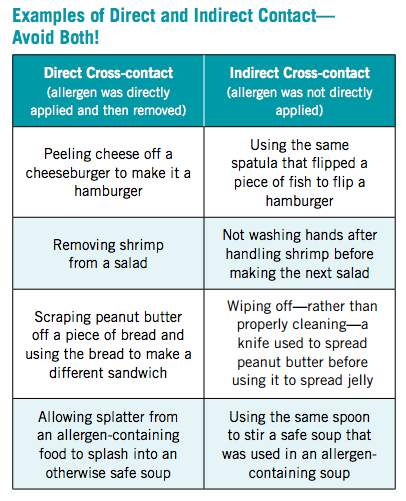 Examples of Direct and Indirect Contact—
Avoid Both!
Direct Cross-contact
(allergen was directly
applied and then removed)
Indirect Cross-contact
(allergen was not directly
applied)
Peeling cheese off a
cheeseburger to make it a
hamburger
Using the same
spatula that flipped a
piece of fish to flip a
hamburger
Removing shrimp
from a salad
Not washing hands after
handling shrimp before
making the next salad
Scraping peanut butter
off a piece of bread and
using the bread to make a
different sandwich
Wiping off—rather than
properly cleaning—a
knife used to spread
peanut butter before
using it to spread jelly
Allowing splatter from
an allergen-containing
food to splash into an
otherwise safe soup
Using the same spoon
to stir a safe soup that
was used in an allergen-
containing soup